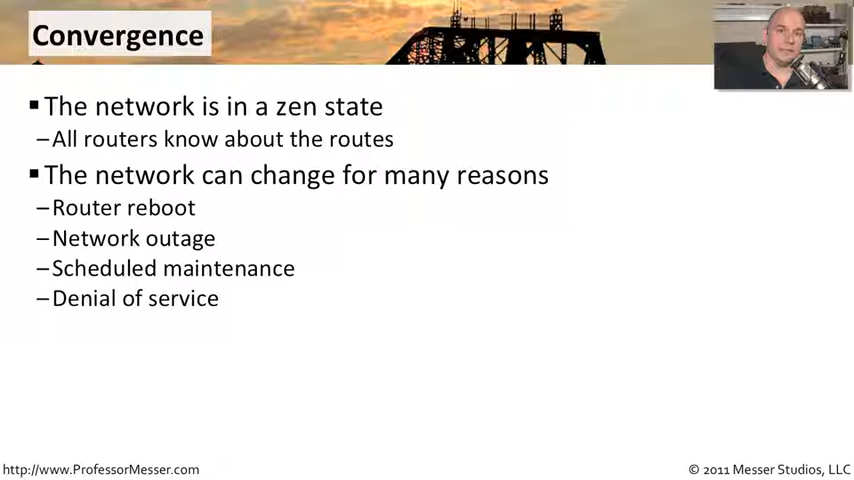 Convergence
▪ The network is in a zen state
– All routers know about the routes
▪ The network can change for many reasons
– Router reboot
– Network outage
– Scheduled maintenance
– Denial of service
http://www.ProfessorMesser.com
© 2011 Messer Studios, LLC